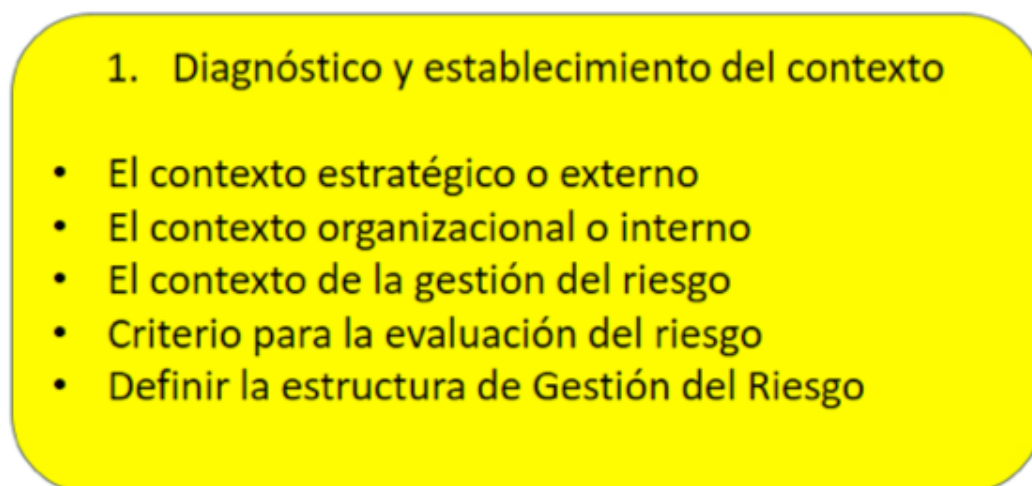 1. Diagnóstico y establecimiento del contexto
• El contexto estratégico o externo
• El contexto organizacional o interno
• El contexto de la gestión del riesgo
• Criterio para la evaluación del riesgo
• Definir la estructura de Gestión del Riesgo